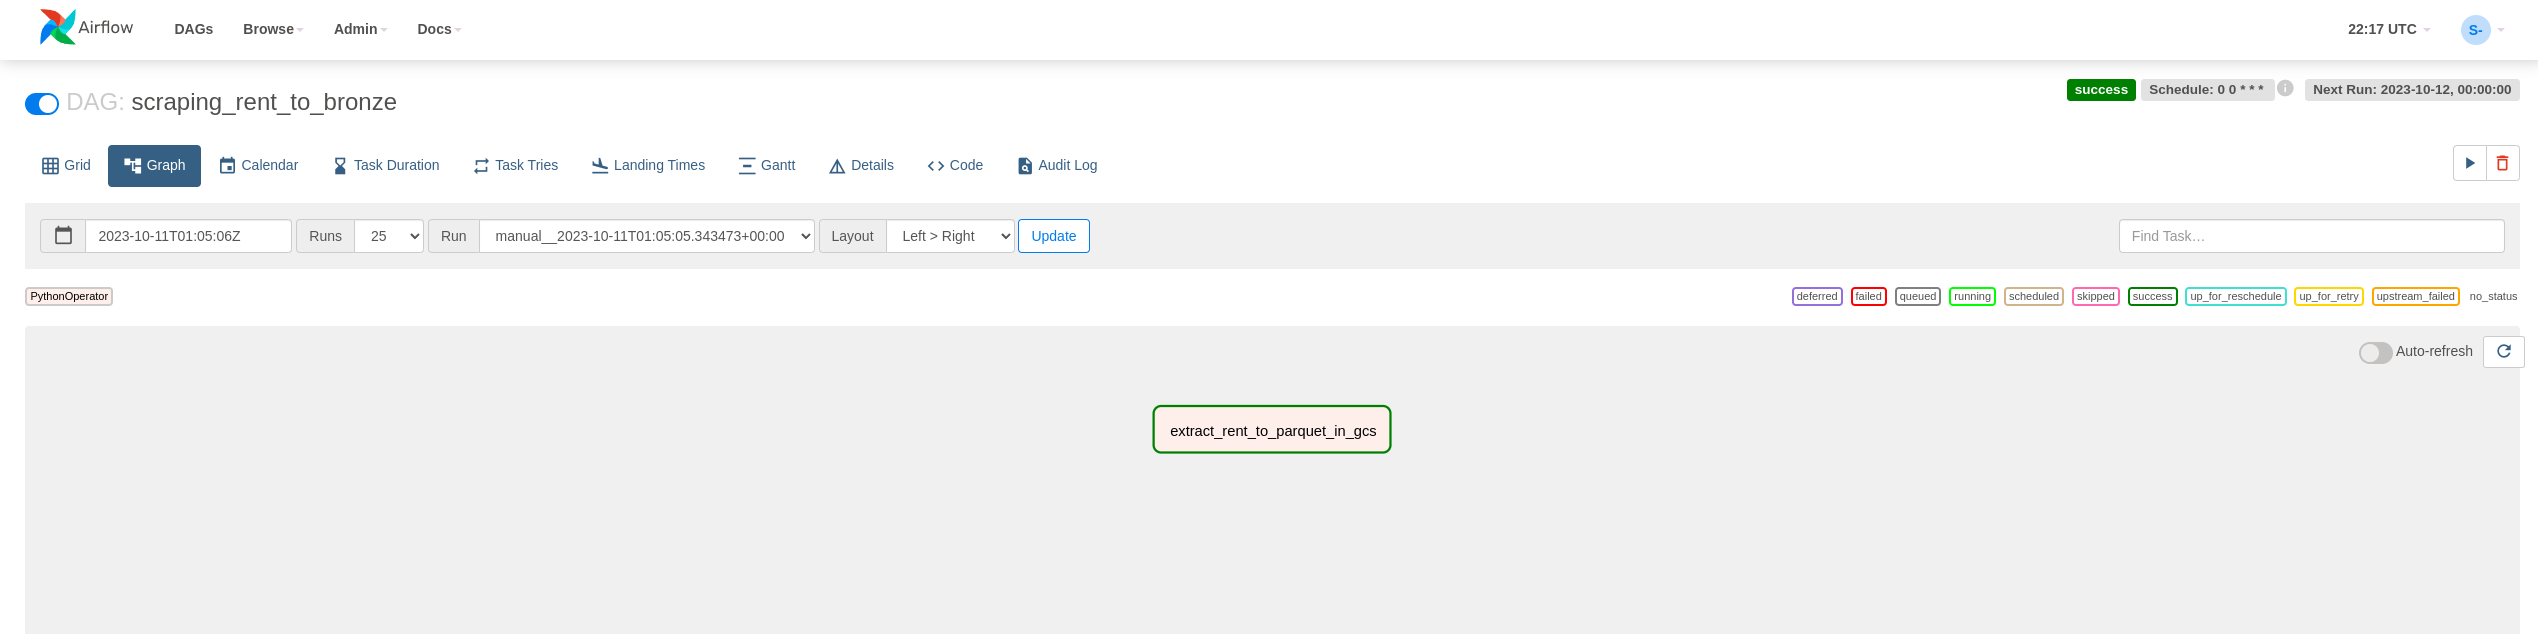 Airflow DAGs Browse Admin Docs 22:17 UTC S-
DAG: scraping_rent_to_bronze success Schedule: 0 0 * * * Next Run: 2023-10-12, 00:00:00
Grid Graph Calendar Task Duration Task Tries Landing Times Gantt Details Code Audit Log
2023-10-11T01:05:06Z Runs 25 Run manual__2023-10-11T01:05:05.343473+00:00 Layout Left > Right Update Find Task…
PythonOperator deferred failed queued running scheduled skipped success up_for_reschedule up_for_retry upstream_failed no_status
Auto-refresh
extract_rent_to_parquet_in_gcs